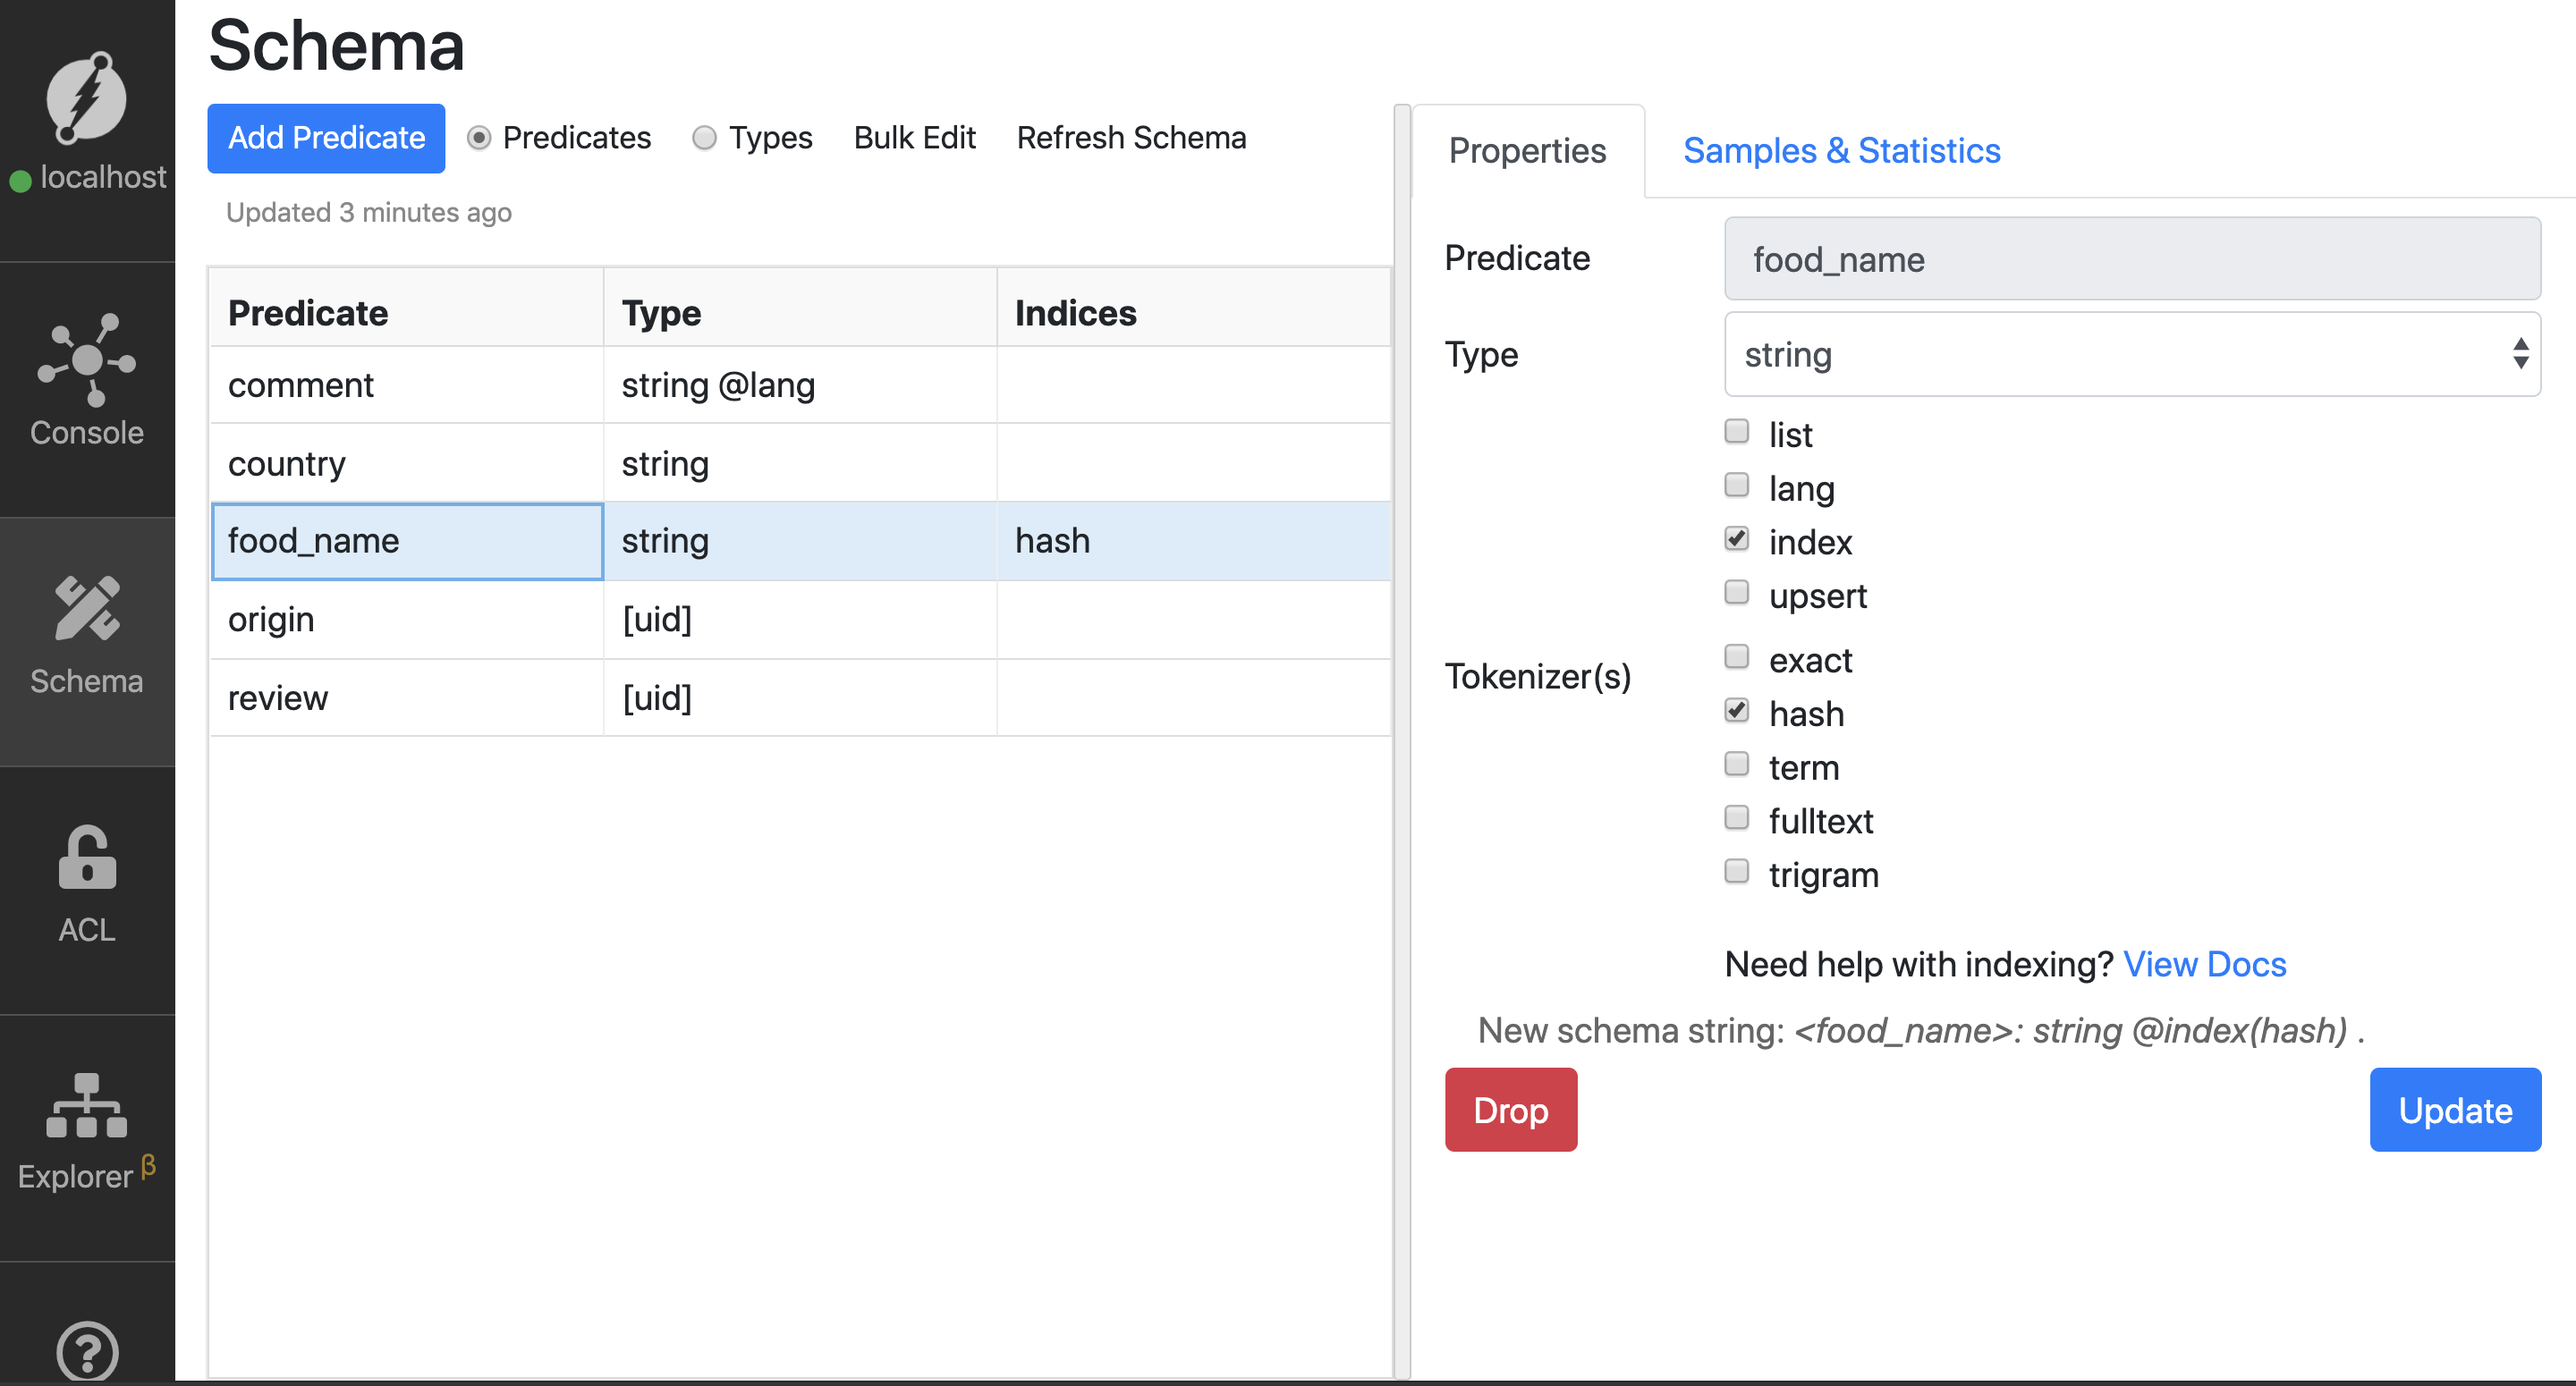 localhost
Console
Schema
ACL
Explorer β
Schema
Add Predicate Predicates Types Bulk Edit Refresh Schema
Updated 3 minutes ago
Predicate Type Indices
comment string @lang
country string
food_name string hash
origin [uid]
review [uid]
Properties Samples & Statistics
Predicate food_name
Type string
list
lang
index
upsert
Tokenizer(s) exact
hash
term
fulltext
trigram
Need help with indexing? View Docs
New schema string: <food_name>: string @index(hash) .
Drop Update